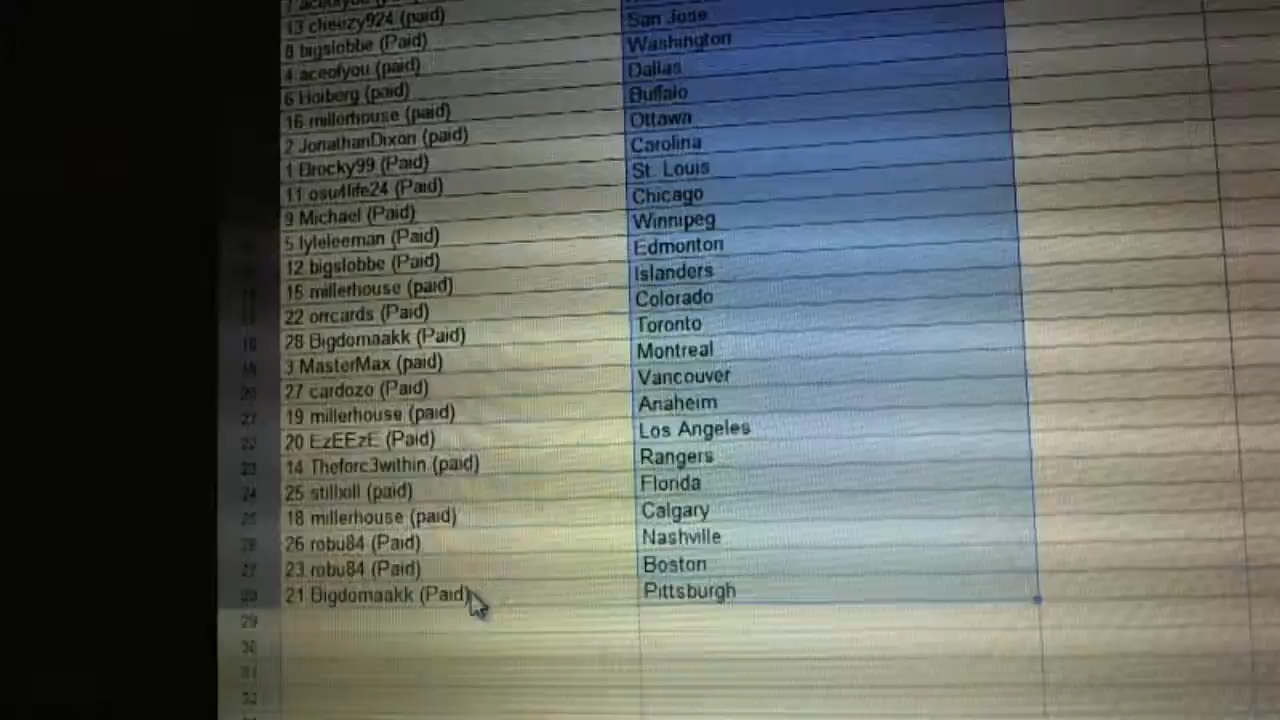 13 cheezy924 (paid) San Jose
8 bigslobbe (Paid) Washington
4 aceofyou (paid) Dallas
6 Hoiberg (paid) Buffalo
16 millerhouse (paid) Ottawa
2 JonathanDixon (paid) Carolina
1 Brocky99 (Paid) St. Louis
11 osu4life24 (Paid) Chicago
9 Michael (Paid) Winnipeg
5 lyleleeman (Paid) Edmonton
12 bigslobbe (Paid) Islanders
15 millerhouse (paid) Colorado
22 orrcards (Paid) Toronto
28 Bigdomaakk (Paid) Montreal
3 MasterMax (paid) Vancouver
27 cardozo (Paid) Anaheim
19 millerhouse (paid) Los Angeles
20 EzEEzE (Paid) Rangers
14 Theforc3within (paid) Florida
25 (paid) Calgary
18 millerhouse (paid) Nashville
26 robu84 (Paid) Boston
23 robu84 (Paid) Pittsburgh
21 Bigdomaakk (Paid)
29
30
31
32